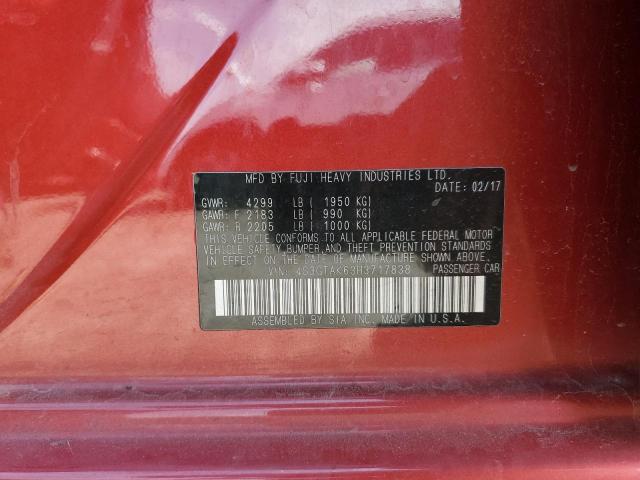 MFD BY FUJI HEAVY INDUSTRIES LTD.
DATE: 02/17
GVWR: 4299 LB ( 1950 KG)
GAWR: F 2183 LB ( 990 KG)
GAWR: R 2205 LB ( 1000 KG)
THIS VEHICLE CONFORMS TO ALL APPLICABLE FEDERAL MOTOR
VEHICLE SAFETY, BUMPER, AND THEFT PREVENTION STANDARDS
IN EFFECT ON THE DATE OF MANUFACTURE SHOWN ABOVE.
VIN: 4S3GTAK63H3717838 PASSENGER CAR
ASSEMBLED BY SIA INC. MADE IN U.S.A.